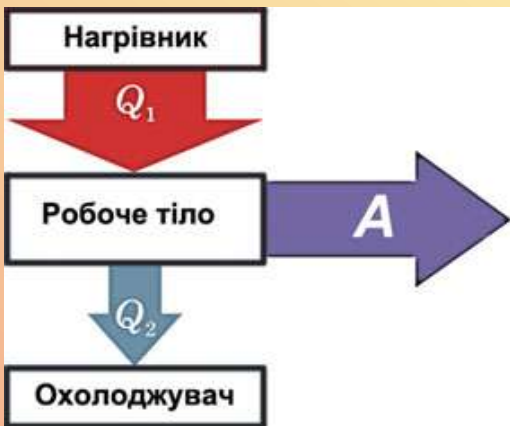 Нагрівник
Q₁
Робоче тіло
A
Q₂
Охолоджувач